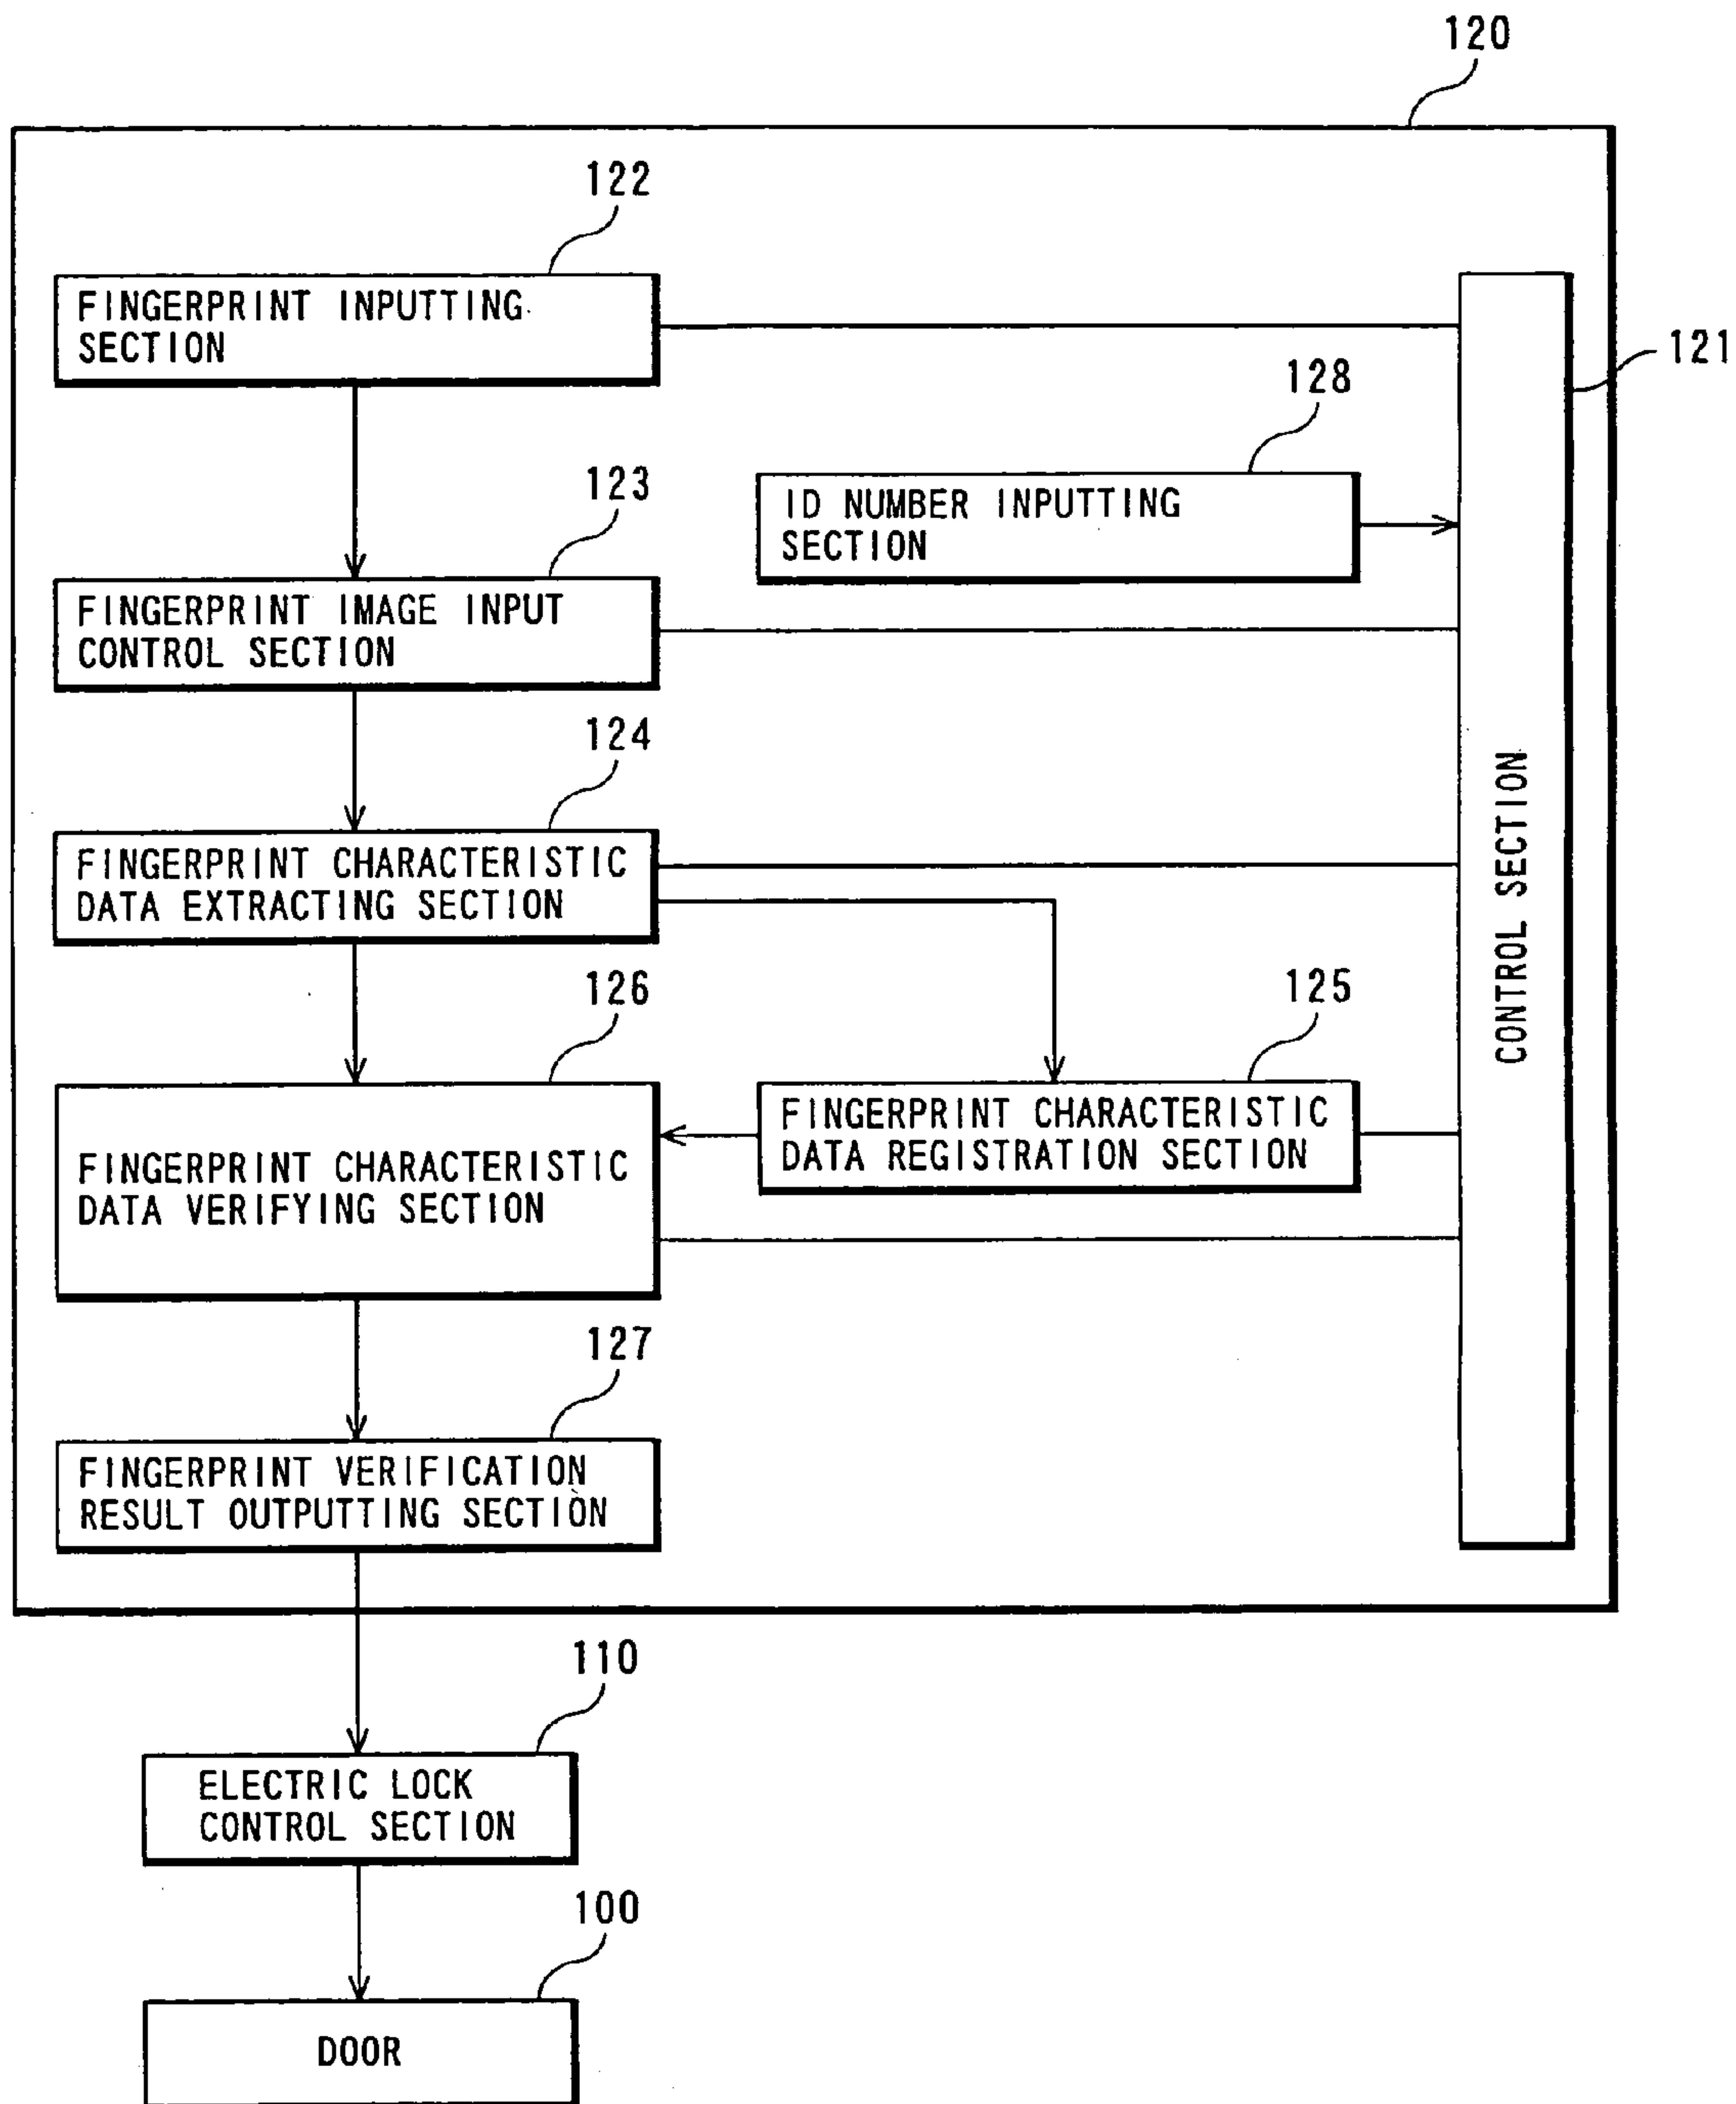 120
122
FINGERPRINT INPUTTING
SECTION
121
128
ID NUMBER INPUTTING
SECTION
123
FINGERPRINT IMAGE INPUT
CONTROL SECTION
124
FINGERPRINT CHARACTERISTIC
DATA EXTRACTING SECTION
CONTROL SECTION
126
125
FINGERPRINT CHARACTERISTIC
DATA REGISTRATION SECTION
FINGERPRINT CHARACTERISTIC
DATA VERIFYING SECTION
127
FINGERPRINT VERIFICATION
RESULT OUTPUTTING SECTION
110
ELECTRIC LOCK
CONTROL SECTION
100
DOOR